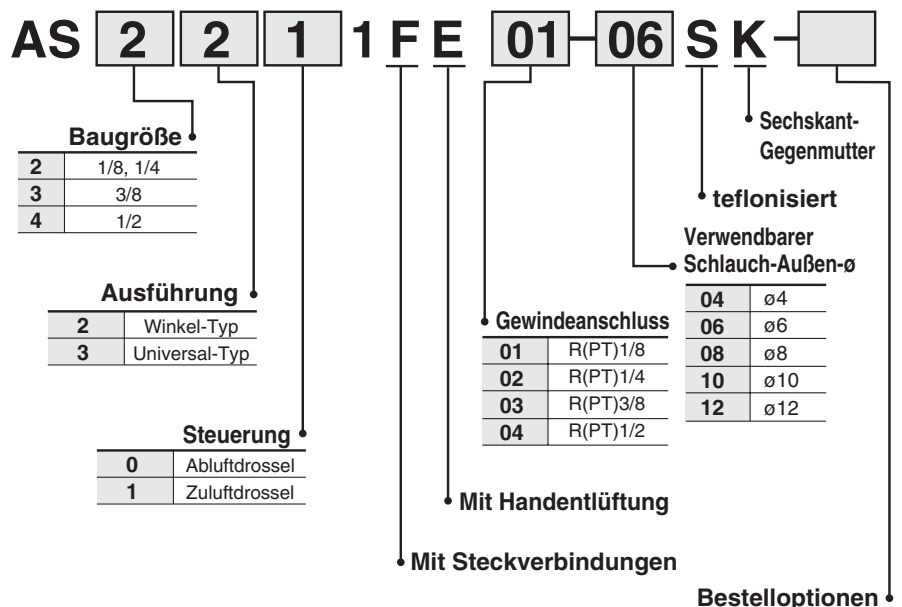 AS 2 2 1 1 F E 01-06 S K-
Sechskant-
Gegenmutter
Baugröße
2 1/8, 1/4
3 3/8
4 1/2
teflonisiert
Verwendbarer
Schlauch-Außen-ø
04 ø4
06 ø6
08 ø8
10 ø10
12 ø12
Ausführung
2 Winkel-Typ
3 Universal-Typ
Gewindeanschluss
01 R(PT)1/8
02 R(PT)1/4
03 R(PT)3/8
04 R(PT)1/2
Steuerung
0 Abluftdrossel
1 Zuluftdrossel
Mit Handentlüftung
Mit Steckverbindungen
Bestelloptionen